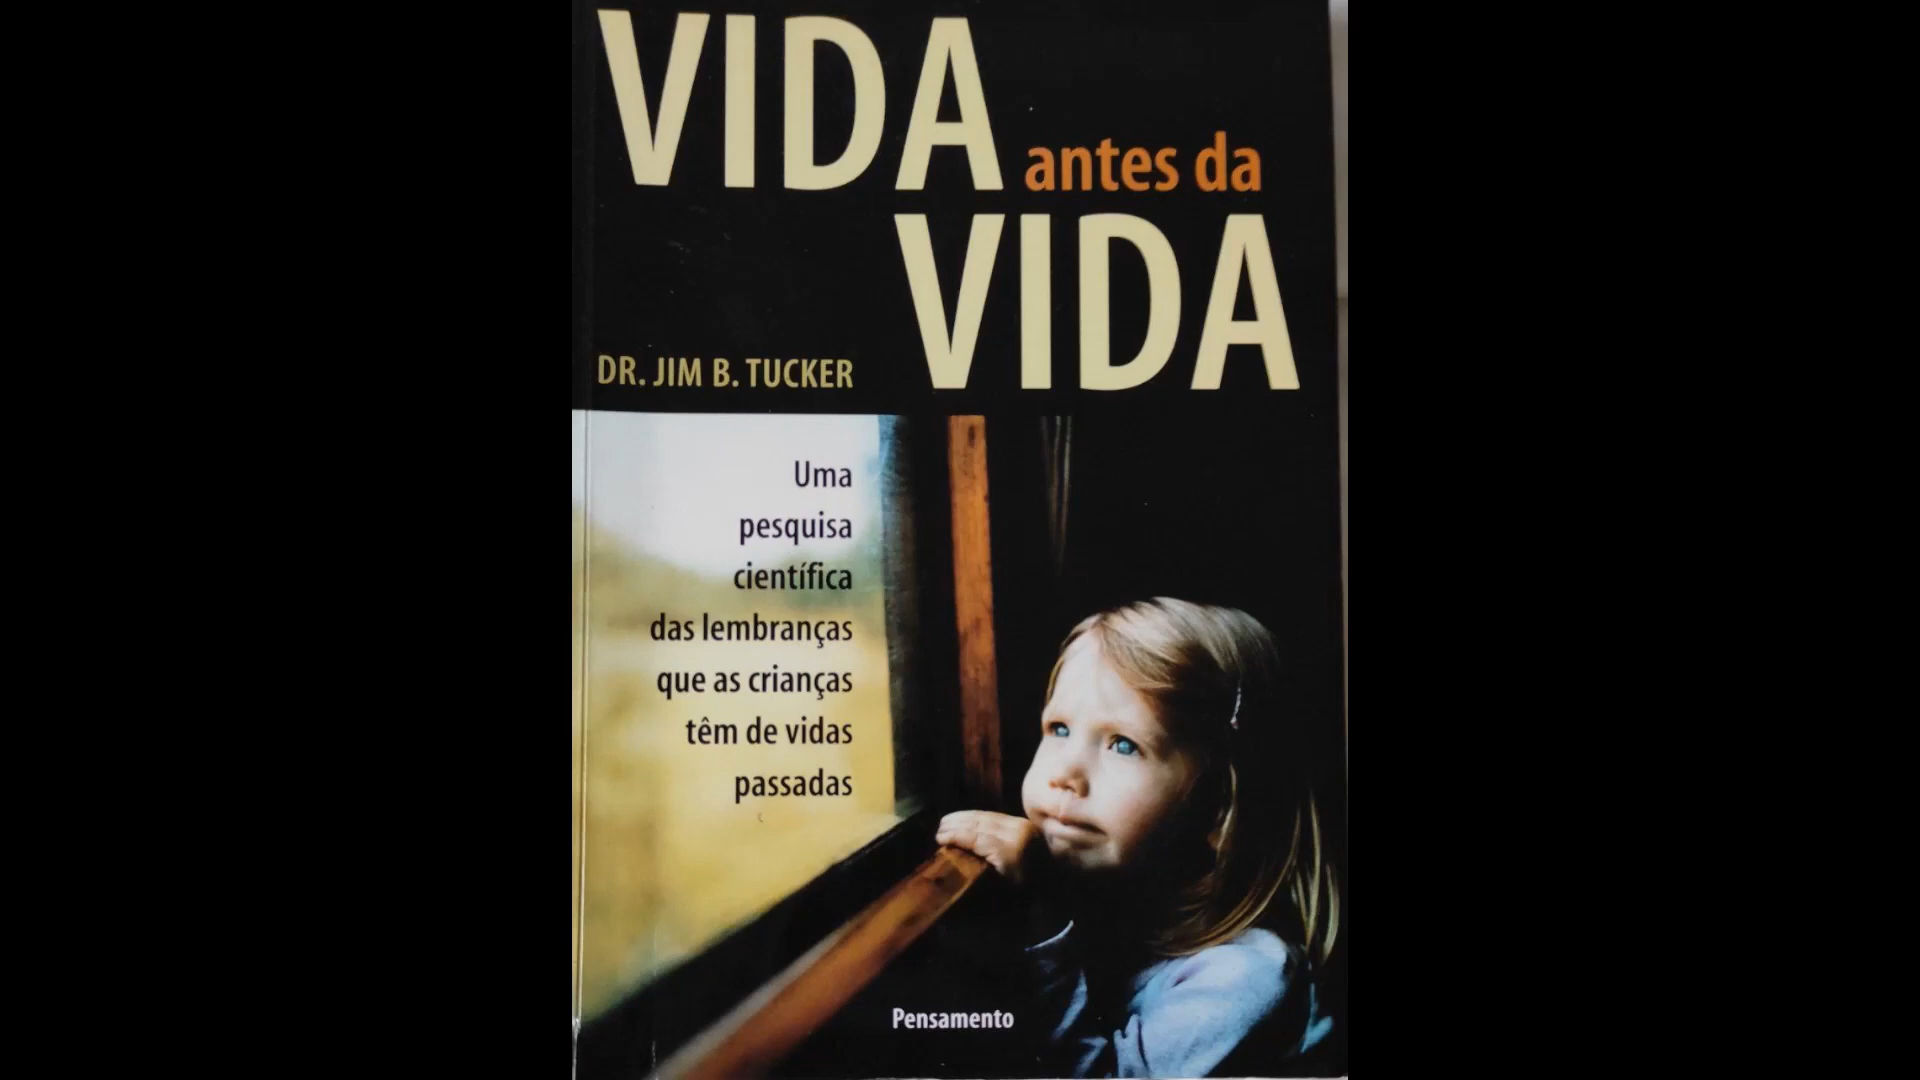 VIDA
antes da
VIDA
DR. JIM B. TUCKER
Uma
pesquisa
científica
das lembranças
que as crianças
têm de vidas
passadas
Pensamento